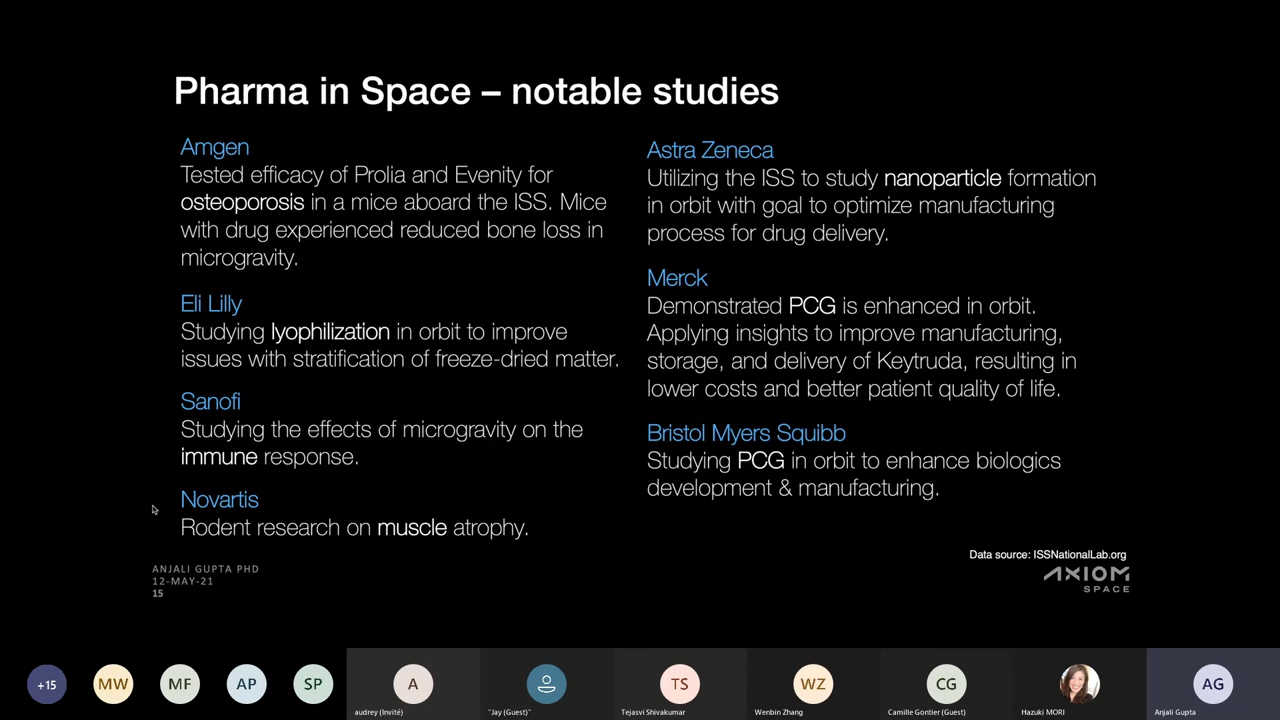 Pharma in Space – notable studies
Amgen
Tested efficacy of Prolia and Evenity for
osteoporosis in a mice aboard the ISS. Mice
with drug experienced reduced bone loss in
microgravity.
Eli Lilly
Studying lyophilization in orbit to improve
issues with stratification of freeze-dried matter.
Sanofi
Studying the effects of microgravity on the
immune response.
Novartis
Rodent research on muscle atrophy.
Astra Zeneca
Utilizing the ISS to study nanoparticle formation
in orbit with goal to optimize manufacturing
process for drug delivery.
Merck
Demonstrated PCG is enhanced in orbit.
Applying insights to improve manufacturing,
storage, and delivery of Keytruda, resulting in
lower costs and better patient quality of life.
Bristol Myers Squibb
Studying PCG in orbit to enhance biologics
development & manufacturing.
Data source: ISSNationalLab.org
AXIOM
SPACE
ANJALI GUPTA PHD
12-MAY-21
15
+15
MW
MF
AP
SP
A
TS
WZ
CG
AG
audrey (Invité)
"Jay (Guest)"
Tejasvi Shivakumar
Wenbin Zhang
Camille Gontier (Guest)
Hazuki MORI
Anjali Gupta